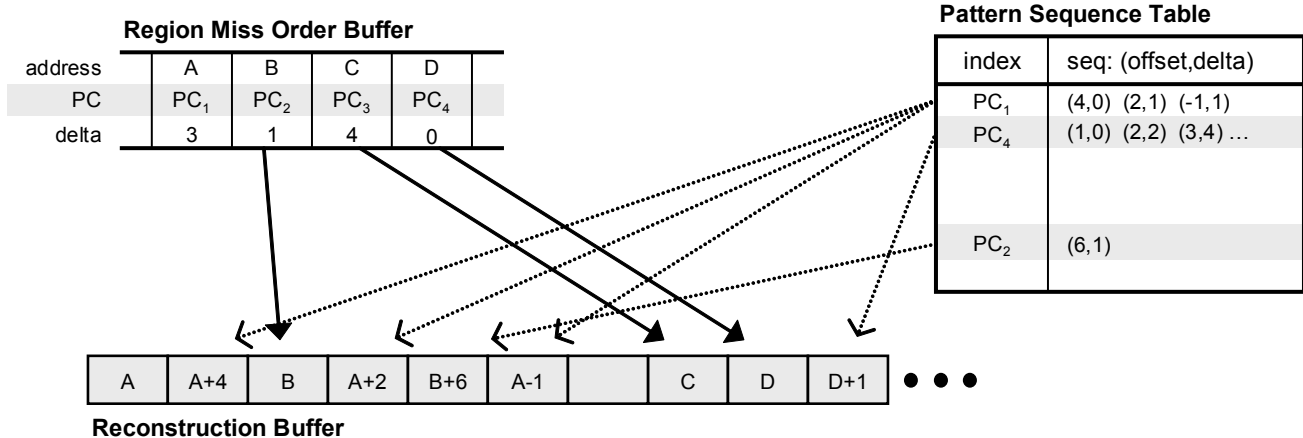 Region Miss Order Buffer
address A B C D
PC PC₁ PC₂ PC₃ PC₄
delta 3 1 4 0
Pattern Sequence Table
index seq: (offset,delta)
PC₁ (4,0) (2,1) (-1,1)
PC₄ (1,0) (2,2) (3,4) ...
PC₂ (6,1)
A A+4 B A+2 B+6 A-1 C D D+1
Reconstruction Buffer